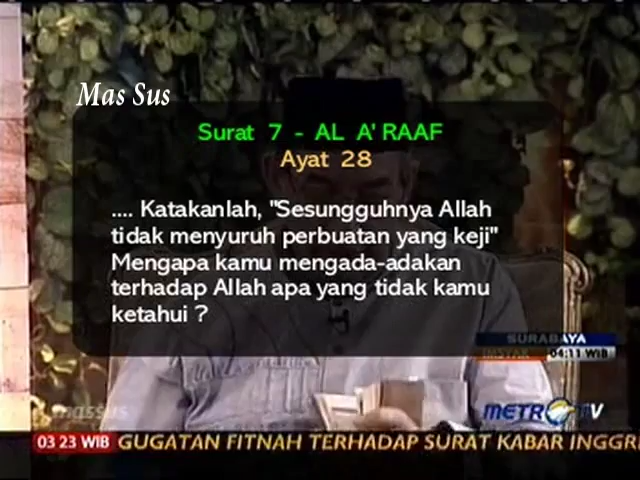 Mas Sus
Surat 7 - AL A'RAAF
Ayat 28
.... Katakanlah, "Sesungguhnya Allah
tidak menyuruh perbuatan yang keji"
Mengapa kamu mengada-adakan
terhadap Allah apa yang tidak kamu
ketahui ?
SURABAYA
IMSYAK 04:11 WIB
massus
METRO TV
03 23 WIB GUGATAN FITNAH TERHADAP SURAT KABAR INGGRI